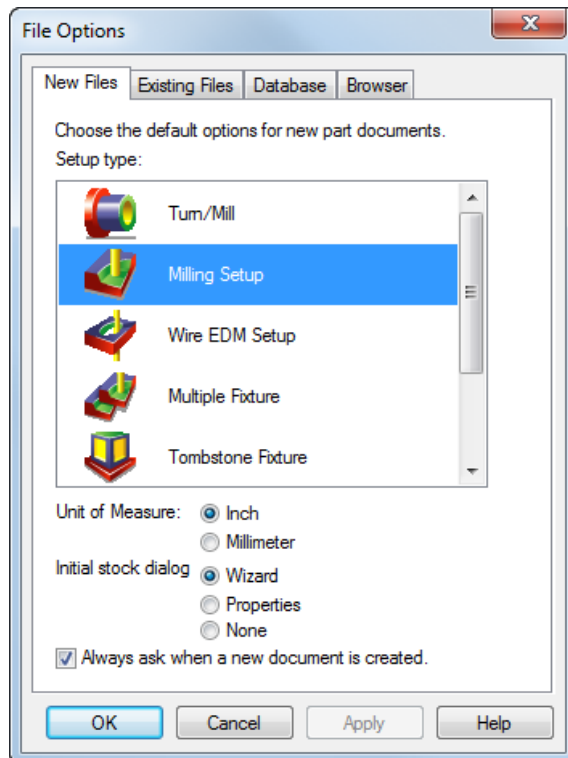 File Options
New Files Existing Files Database Browser
Choose the default options for new part documents.
Setup type:
Turn/Mill
Milling Setup
Wire EDM Setup
Multiple Fixture
Tombstone Fixture
Unit of Measure: Inch
Millimeter
Initial stock dialog Wizard
Properties
None
Always ask when a new document is created.
OK Cancel Apply Help